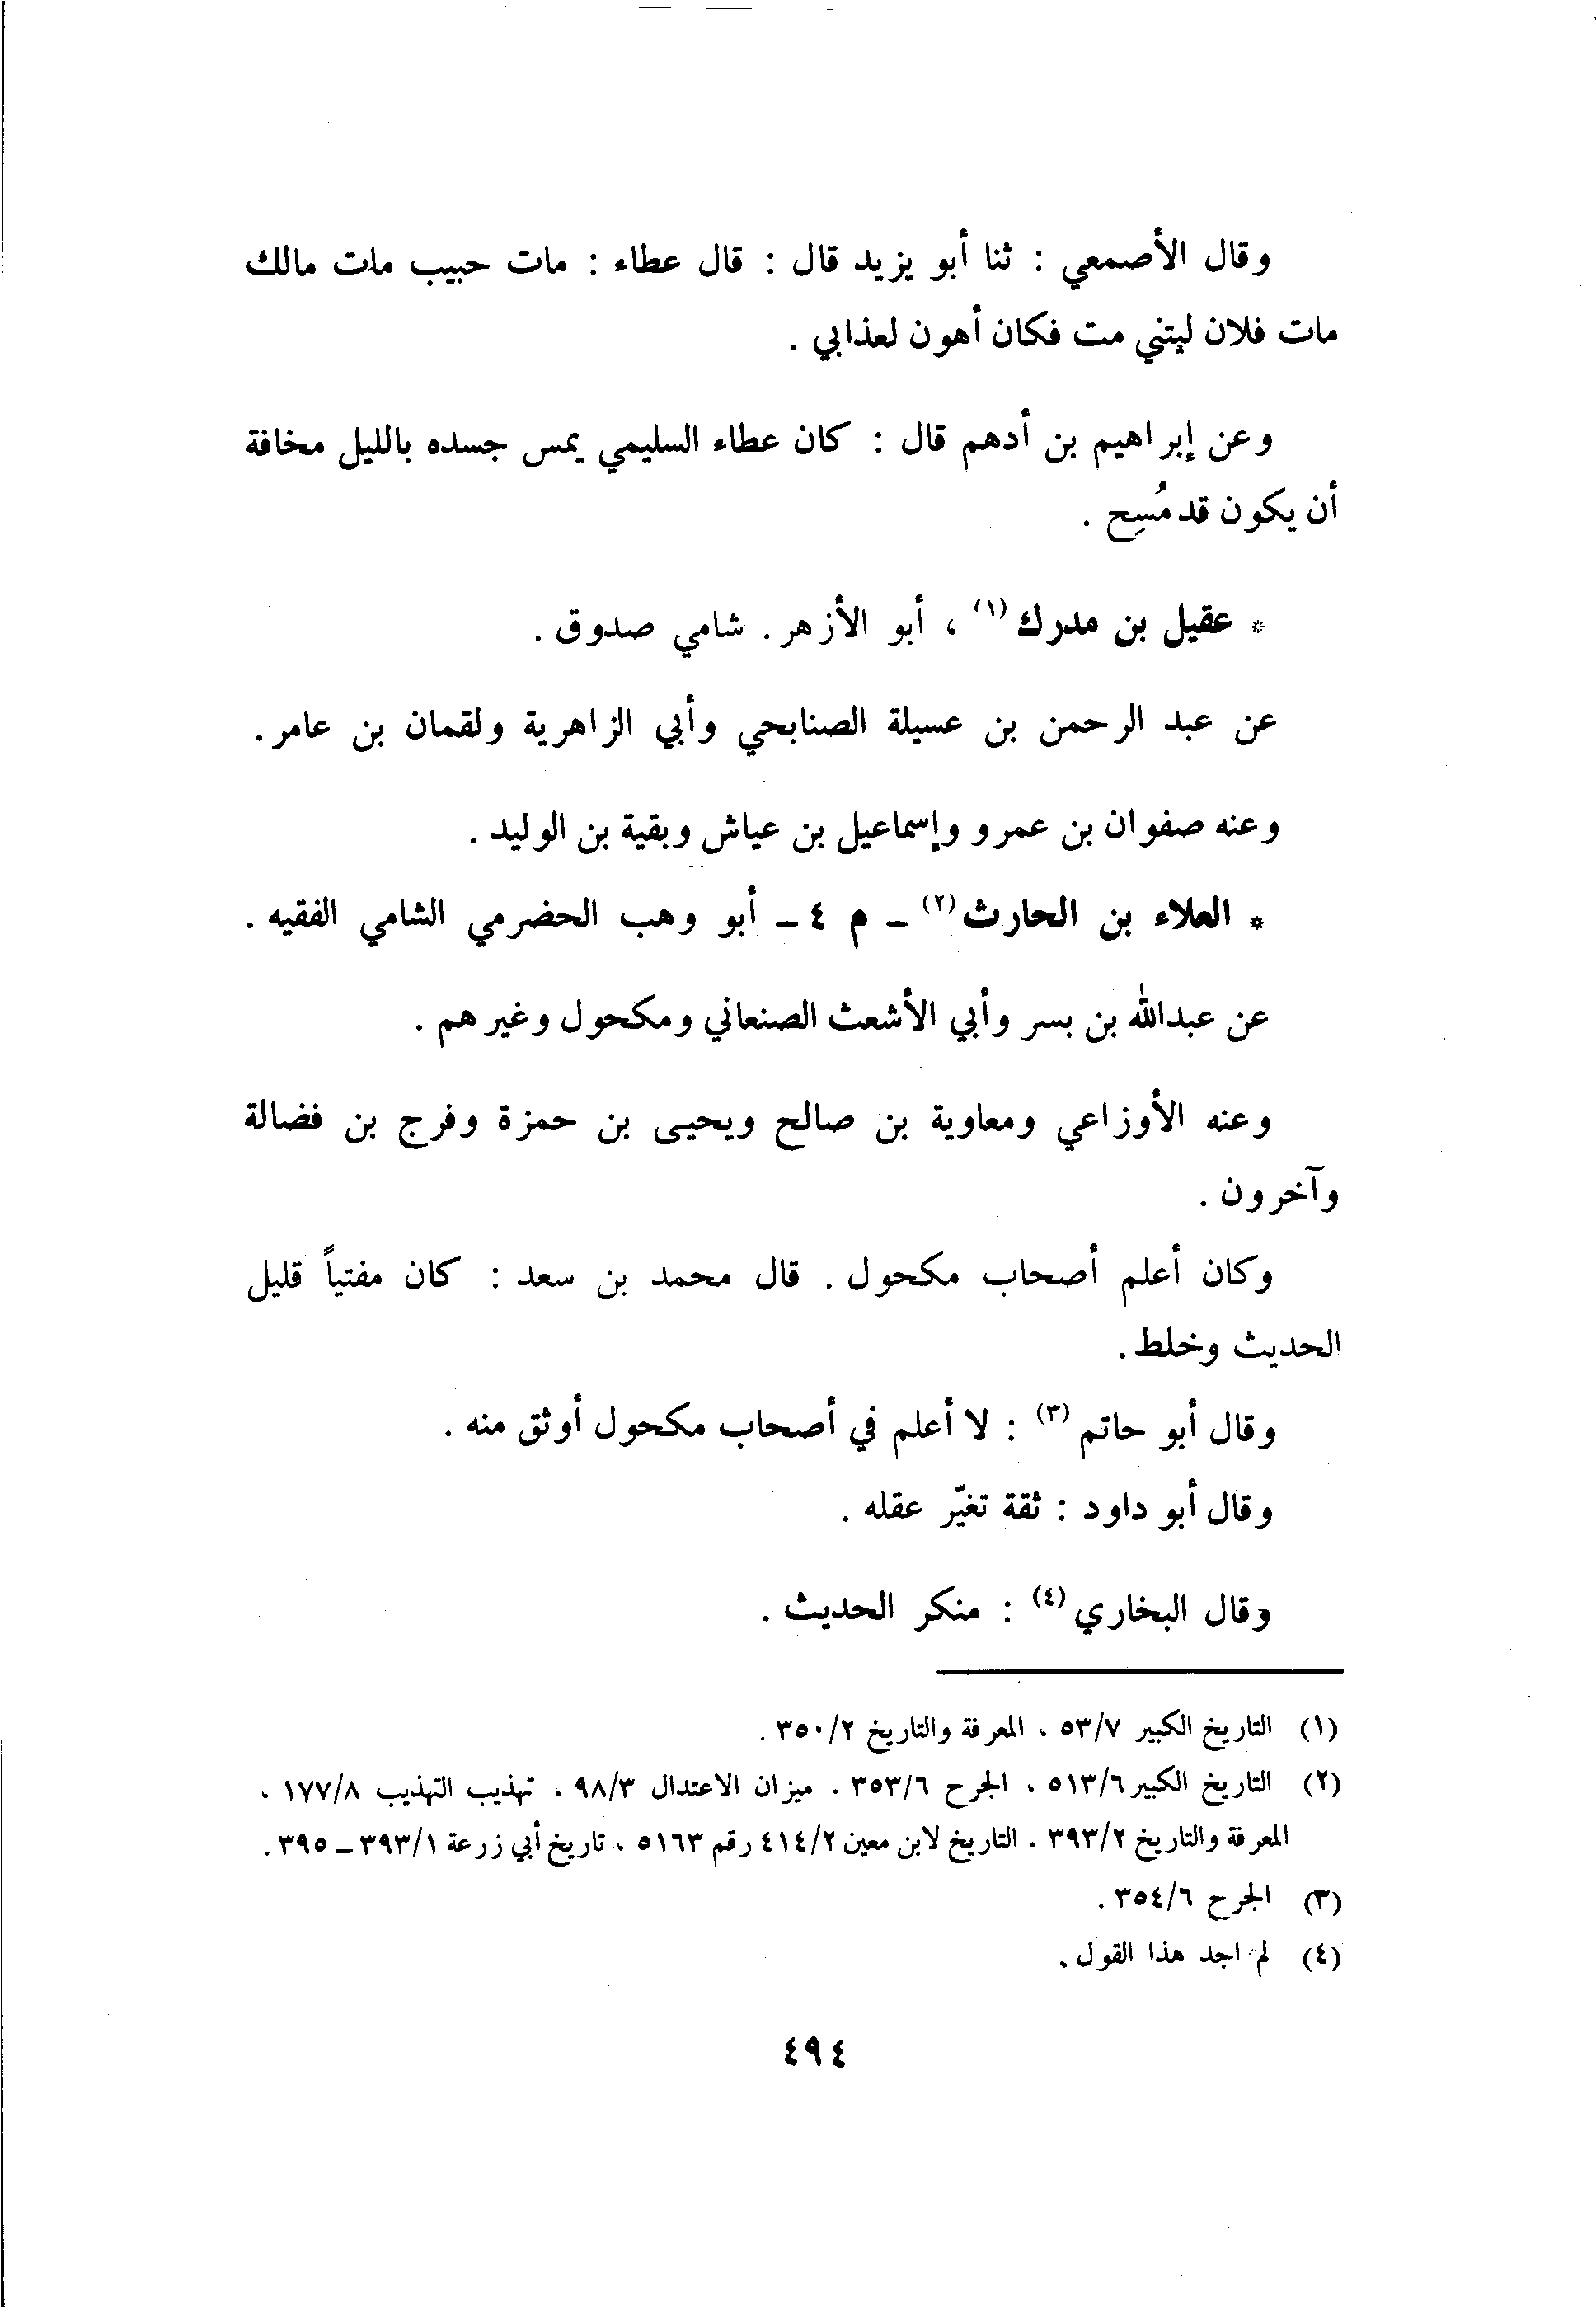 وقال الأصمعي : ثنا أبو يزيد قال : قال عطاء : مات حبيب مات مالك
مات فلان ليتني مت فكان أهون لعذابي .
وعن إبراهيم بن أدهم قال : كان عطاء السليمي يمس جسده بالليل مخافة
أن يكون قد مُسِح .
* عقيل بن مدرك (١) ، أبو الأزهر . شامي صدوق .
عن عبد الرحمن بن عسيلة الصنابحي وأبي الزاهرية ولقمان بن عامر .
وعنه صفوان بن عمرو وإسماعيل بن عياش وبقية بن الوليد .
* العلاء بن الحارث (٢) – م ٤ – أبو وهب الحضرمي الشامي الفقيه .
عن عبدالله بن بسر وأبي الأشعث الصنعاني ومكحول وغيرهم .
وعنه الأوزاعي ومعاوية بن صالح ويحيى بن حمزة وفرج بن فضالة
وآخرون .
وكان أعلم أصحاب مكحول . قال محمد بن سعد : كان مفتياً قليل
الحديث وخلط .
وقال أبو حاتم (٣) : لا أعلم في أصحاب مكحول أوثق منه .
وقال أبو داود : ثقة تغيّر عقله .
وقال البخاري (٤) : منكر الحديث .
(١) التاريخ الكبير ٥٣/٧ ، المعرفة والتاريخ ٣٥٠/٢ .
(٢) التاريخ الكبير ٥١٣/٦ ، الجرح ٣٥٣/٦ ، ميزان الاعتدال ٩٨/٣ ، تهذيب التهذيب ١٧٧/٨ ،
المعرفة والتاريخ ٣٩٣/٢ ، التاريخ لابن معين ٤١٤/٢ رقم ٥١٦٣ ، تاريخ أبي زرعة ٣٩٣/١ – ٣٩٥ .
(٣) الجرح ٣٥٤/٦ .
(٤) لم اجد هذا القول .
٤٩٤